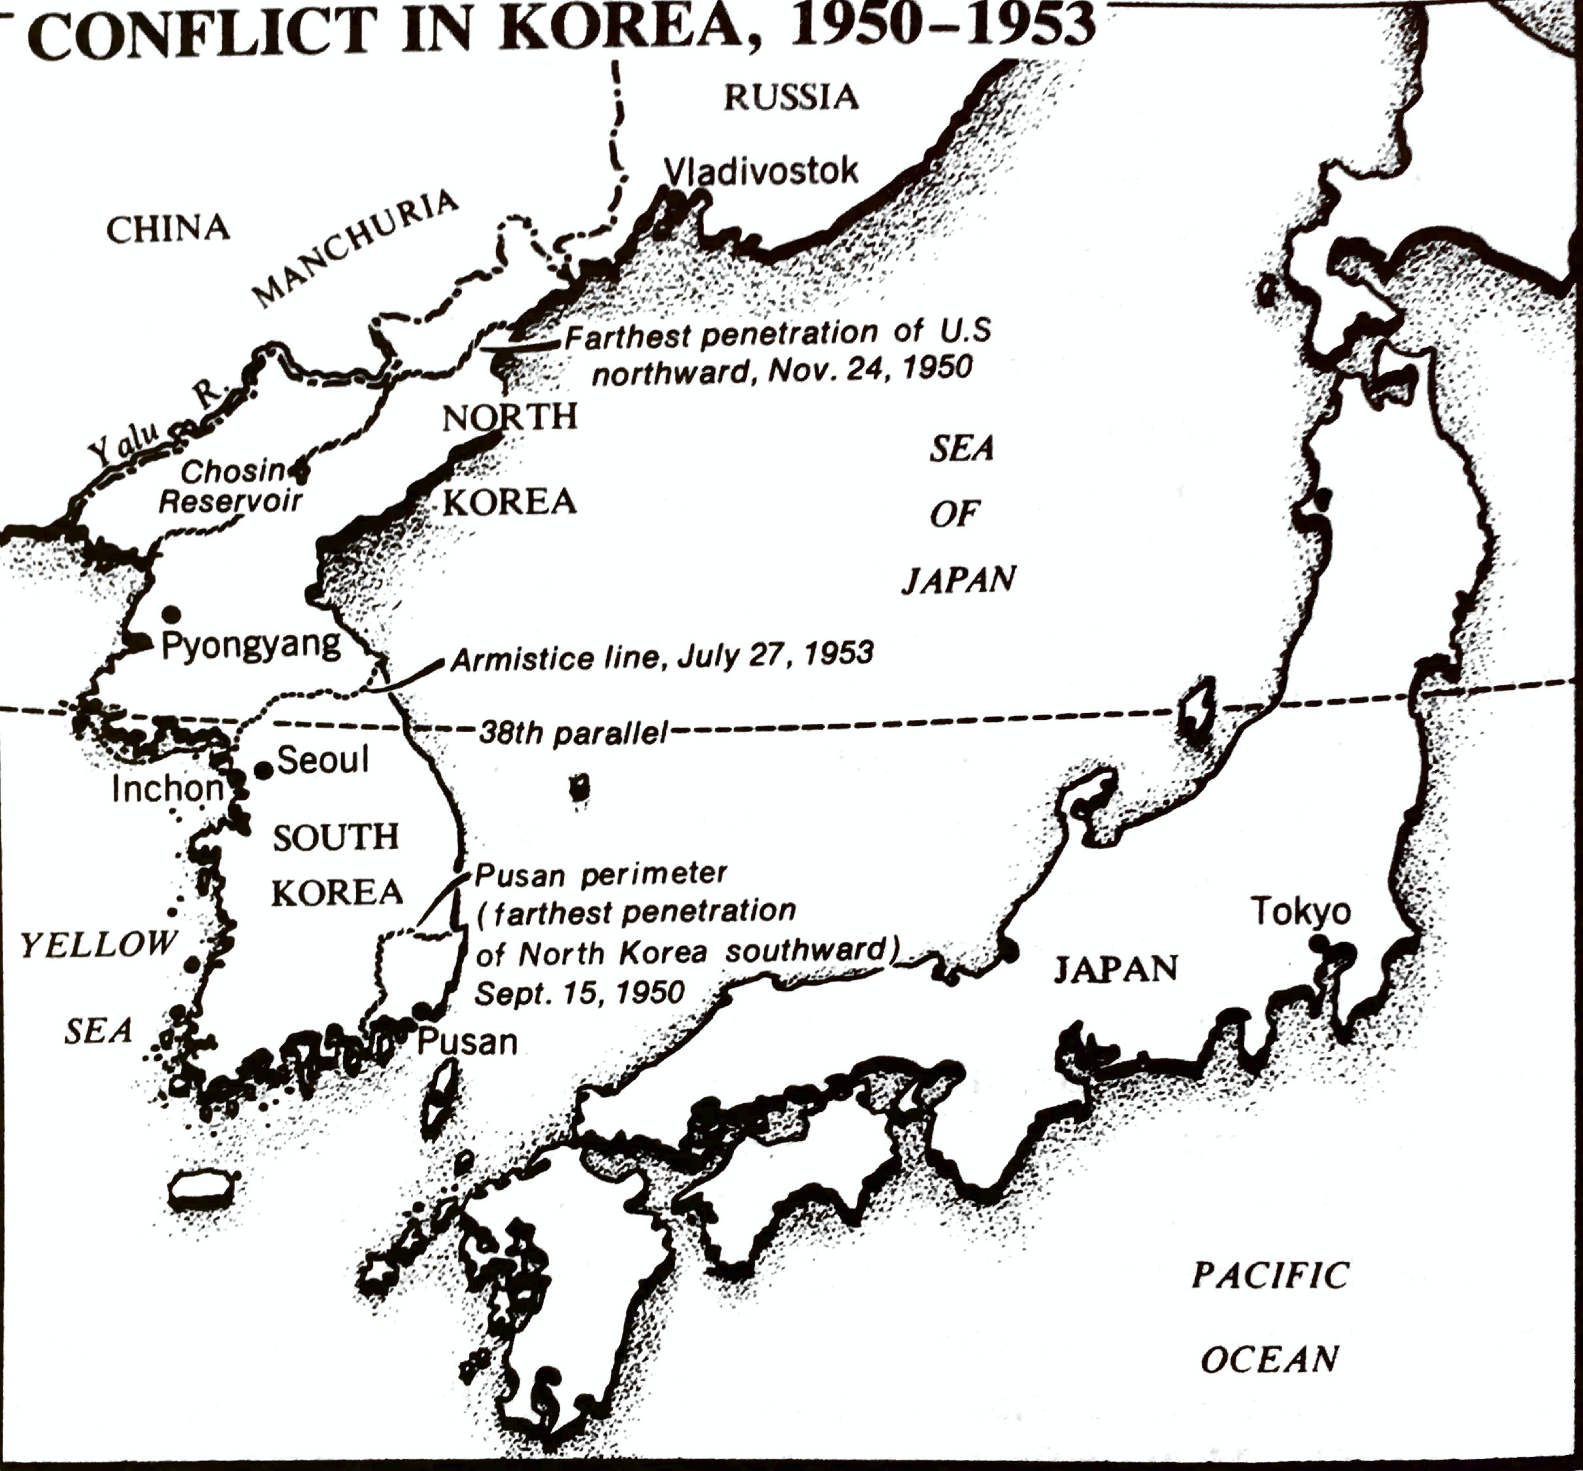 CONFLICT IN KOREA, 1950–1953
RUSSIA
Vladivostok
CHINA
MANCHURIA
Farthest penetration of U.S
northward, Nov. 24, 1950
Yalu R.
NORTH
KOREA
Chosin
Reservoir
SEA
OF
JAPAN
Pyongyang
Armistice line, July 27, 1953
38th parallel
Seoul
Inchon
SOUTH
KOREA
Pusan perimeter
(farthest penetration
of North Korea southward)
Sept. 15, 1950
YELLOW
SEA
Pusan
Tokyo
JAPAN
PACIFIC
OCEAN